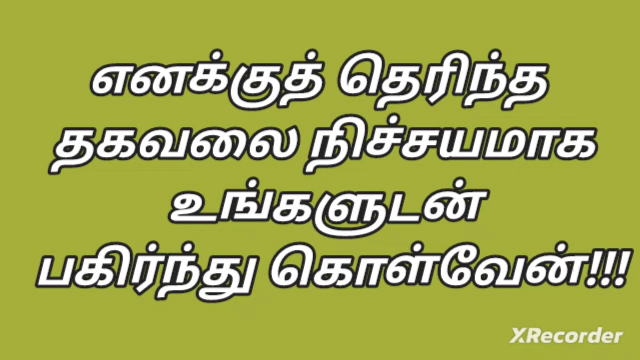 எனக்குத் தெரிந்த
தகவலை நிச்சயமாக
உங்களுடன்
பகிர்ந்து கொள்வேன்!!!
XRecorder